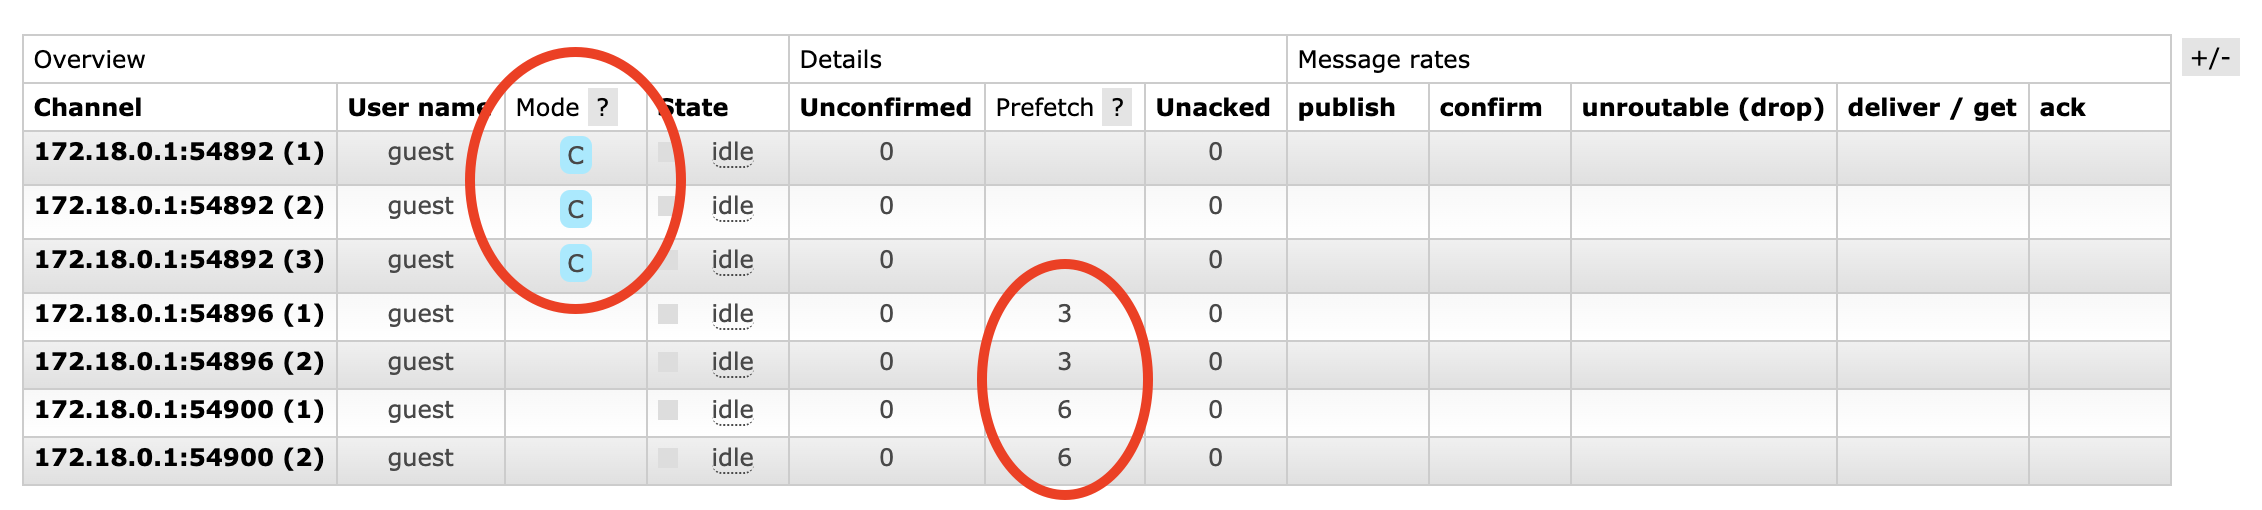 Overview Details Message rates +/-
Channel User name Mode ? State Unconfirmed Prefetch ? Unacked publish confirm unroutable (drop) deliver / get ack
172.18.0.1:54892 (1) guest C idle 0 0
172.18.0.1:54892 (2) guest C idle 0 0
172.18.0.1:54892 (3) guest C idle 0 0
172.18.0.1:54896 (1) guest idle 0 3 0
172.18.0.1:54896 (2) guest idle 0 3 0
172.18.0.1:54900 (1) guest idle 0 6 0
172.18.0.1:54900 (2) guest idle 0 6 0